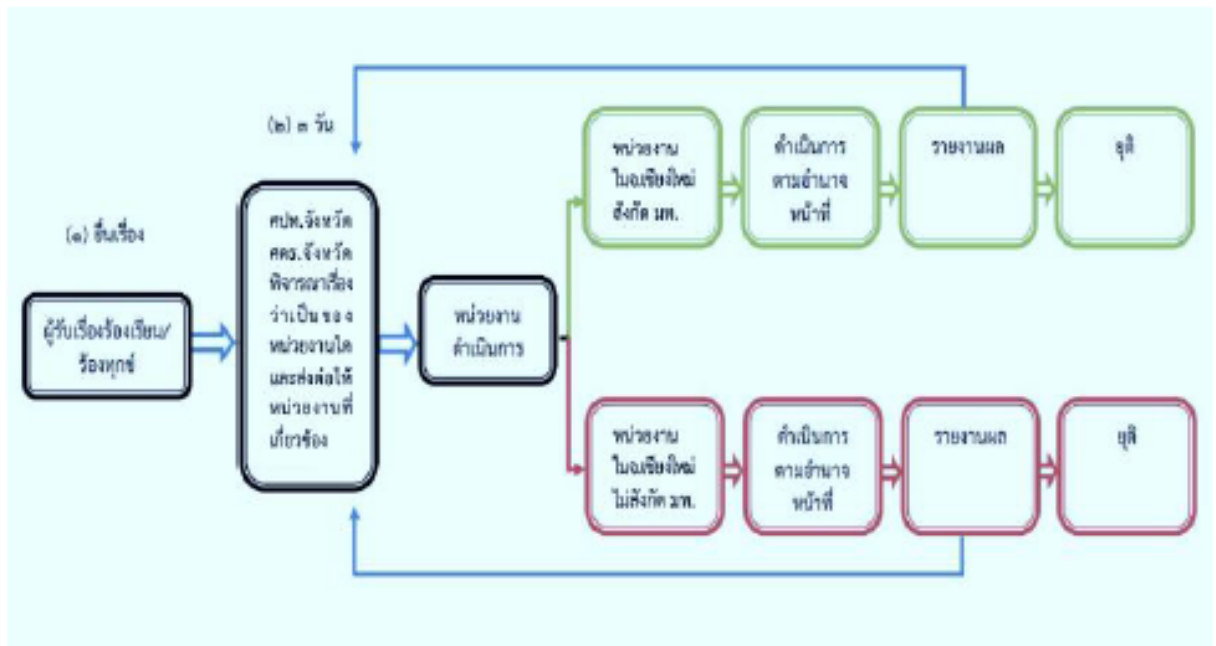 (๒) ๓ วัน
(๑) ยื่นเรื่อง
ผู้รับเรื่องร้องเรียน/
ร้องทุกข์
ศปท.จังหวัด
ศดธ.จังหวัด
พิจารณาเรื่อง
ว่าเป็นของ
หน่วยงานใด
และส่งต่อให้
หน่วยงานที่
เกี่ยวข้อง
หน่วยงาน
ดำเนินการ
หน่วยงาน
ในจ.เชียงใหม่
สังกัด มท.
ดำเนินการ
ตามอำนาจ
หน้าที่
รายงานผล
ยุติ
หน่วยงาน
ในจ.เชียงใหม่
ไม่สังกัด มท.
ดำเนินการ
ตามอำนาจ
หน้าที่
รายงานผล
ยุติ